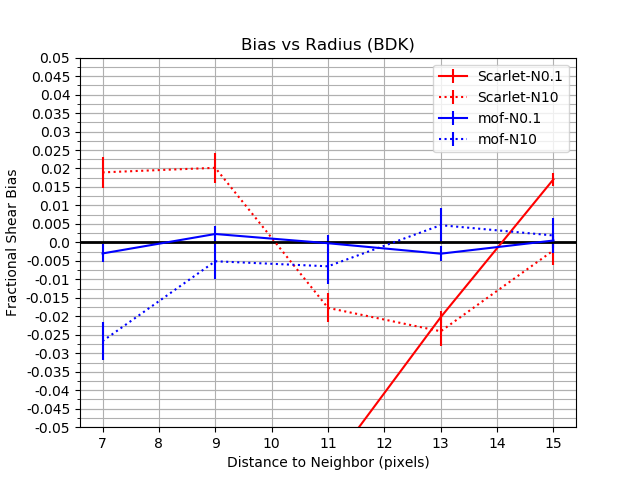 Bias vs Radius (BDK)
Scarlet-N0.1
Scarlet-N10
mof-N0.1
mof-N10
Fractional Shear Bias
0.05
0.045
0.04
0.035
0.03
0.025
0.02
0.015
0.01
0.005
0.0
-0.005
-0.01
-0.015
-0.02
-0.025
-0.03
-0.035
-0.04
-0.045
-0.05
7 8 9 10 11 12 13 14 15
Distance to Neighbor (pixels)